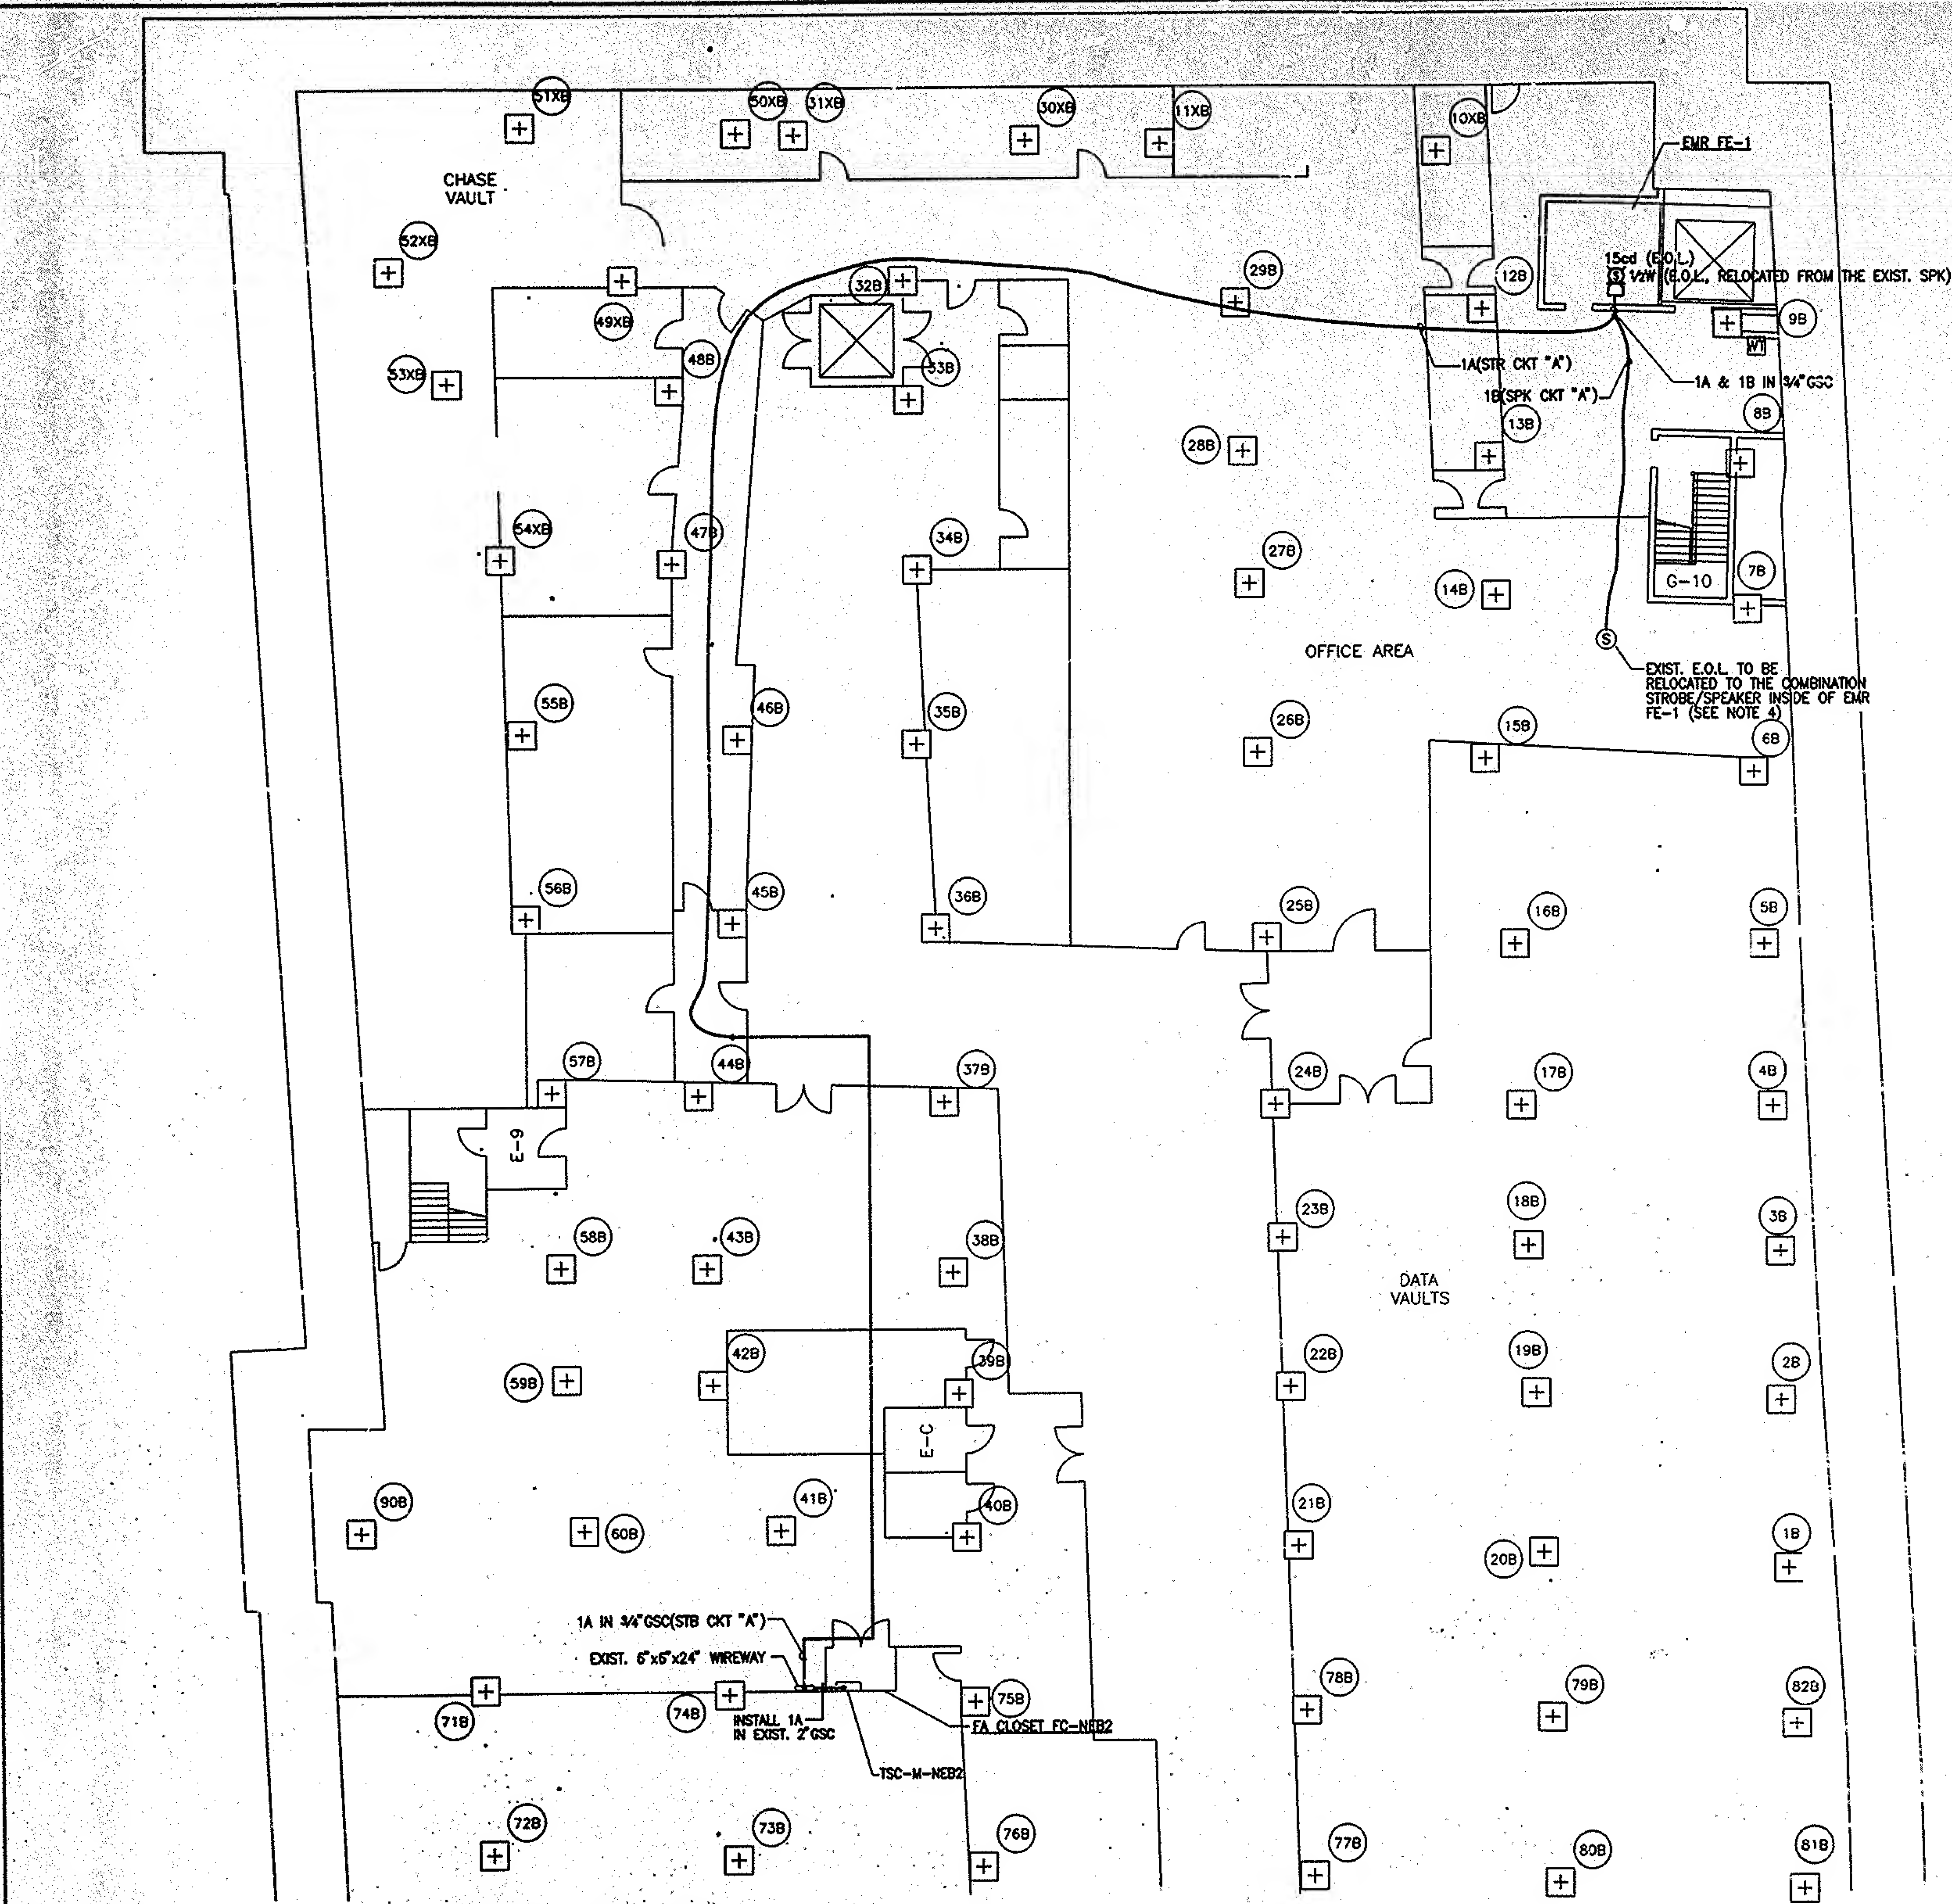 51XB
50XB
31XB
30XB
11XB
10XB
EMR FE-1
CHASE
VAULT
52XB
32B
29B
12B
15cd (E.O.L.)
S 1/2W (E.O.L., RELOCATED FROM THE EXIST. SPK)
49XB
9B
WT
53XB
48B
33B
1A(STR CKT "A")
1A & 1B IN 3/4"GSC
1B(SPK CKT "A")
8B
28B
13B
54XB
47B
34B
27B
14B
G-10
7B
S
OFFICE AREA
EXIST. E.O.L. TO BE
RELOCATED TO THE COMBINATION
STROBE/SPEAKER INSIDE OF EMR
FE-1 (SEE NOTE 4)
55B
46B
35B
26B
15B
6B
56B
45B
36B
25B
16B
5B
57B
44B
37B
24B
17B
4B
E-9
58B
43B
38B
23B
18B
3B
DATA
VAULTS
59B
42B
39B
22B
19B
2B
E-C
90B
60B
41B
40B
21B
20B
1B
1A IN 3/4"GSC(STB CKT "A")
EXIST. 6"x6"x24" WIREWAY
71B
74B
75B
78B
79B
82B
INSTALL 1A
IN EXIST. 2"GSC
FA CLOSET FC-NEB2
TSC-M-NEB2
72B
73B
76B
77B
80B
81B